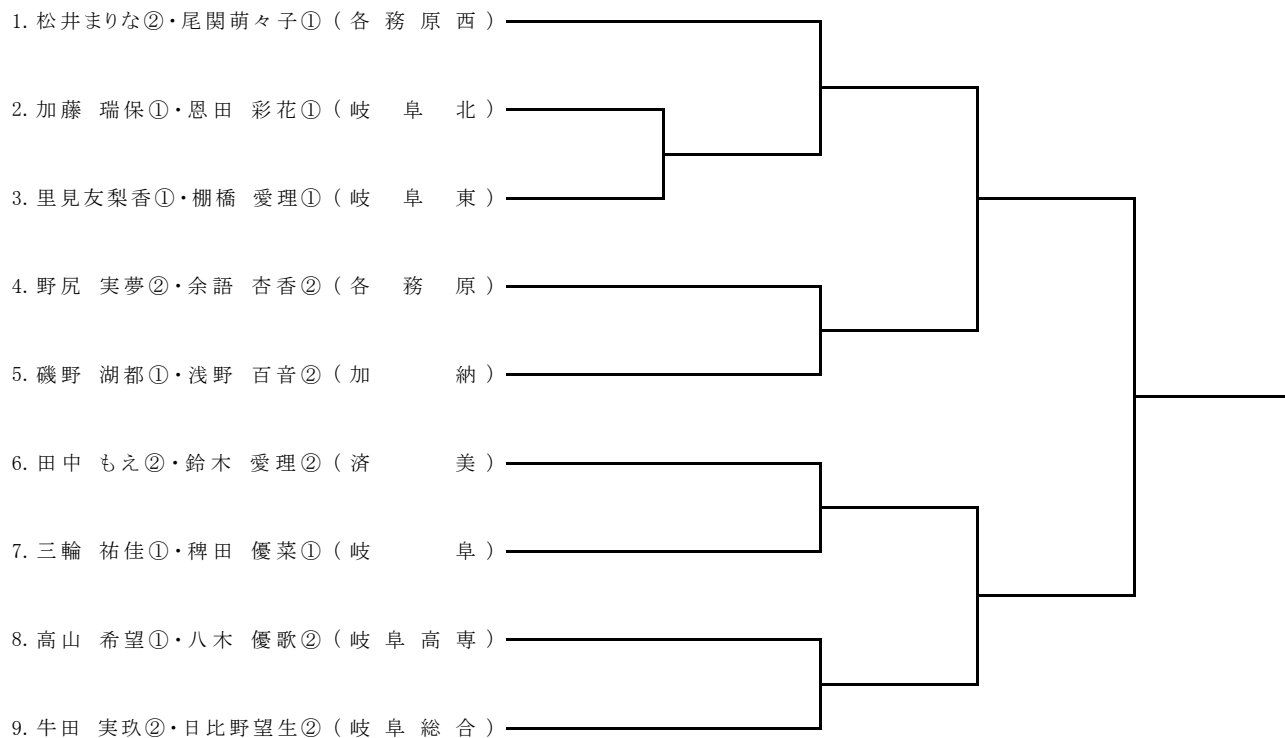 1. 松井まりな②・尾関萌々子① ( 各 務 原 西 )
2. 加藤 瑞保①・恩田 彩花① ( 岐 阜 北 )
3. 里見友梨香①・棚橋 愛理① ( 岐 阜 東 )
4. 野尻 実夢②・余語 杏香② ( 各 務 原 )
5. 磯野 湖都①・浅野 百音② ( 加 納 )
6. 田中 もえ②・鈴木 愛理② ( 済 美 )
7. 三輪 祐佳①・稗田 優菜① ( 岐 阜 )
8. 高山 希望①・八木 優歌② ( 岐 阜 高 専 )
9. 牛田 実玖②・日比野望生② ( 岐 阜 総 合 )